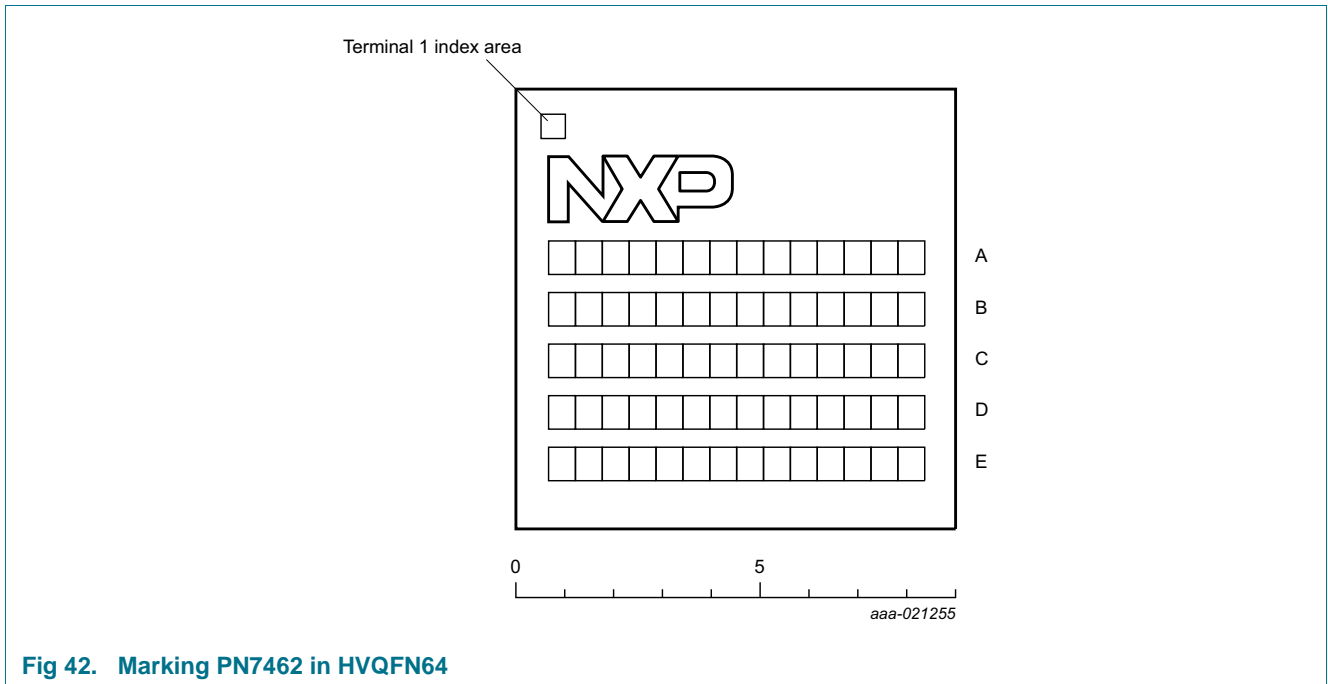 Terminal 1 index area
NXP
A
B
C
D
E
0 5
aaa-021255
Fig 42. Marking PN7462 in HVQFN64